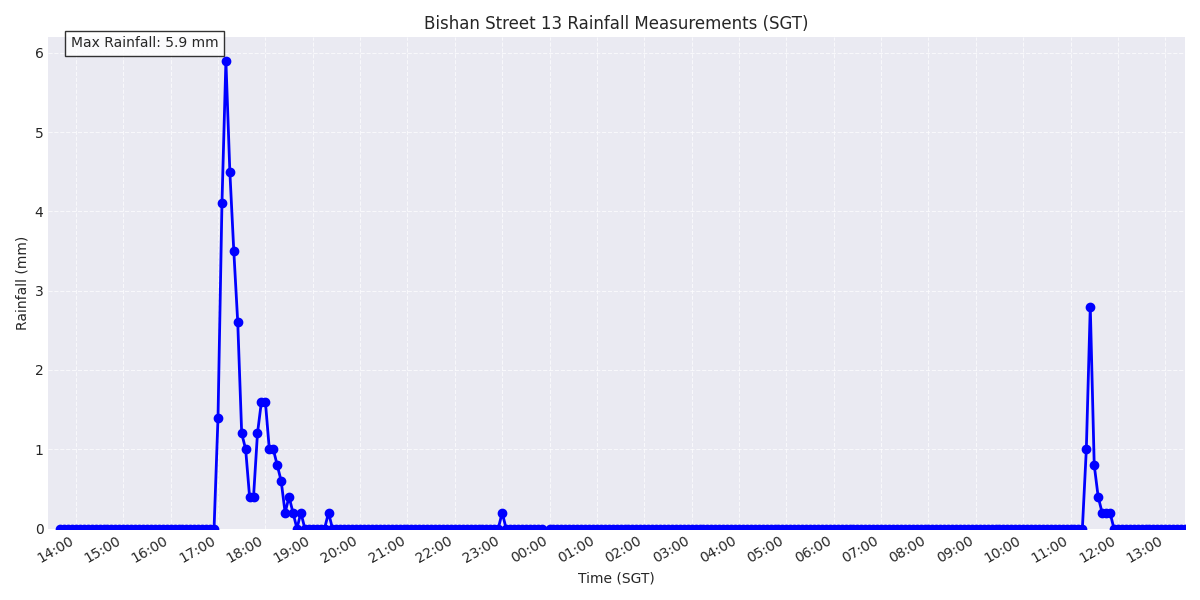 Bishan Street 13 Rainfall Measurements (SGT)
Max Rainfall: 5.9 mm
6
5
4
3
2
1
0
Rainfall (mm)
14:00 15:00 16:00 17:00 18:00 19:00 20:00 21:00 22:00 23:00 00:00 01:00 02:00 03:00 04:00 05:00 06:00 07:00 08:00 09:00 10:00 11:00 12:00 13:00
Time (SGT)